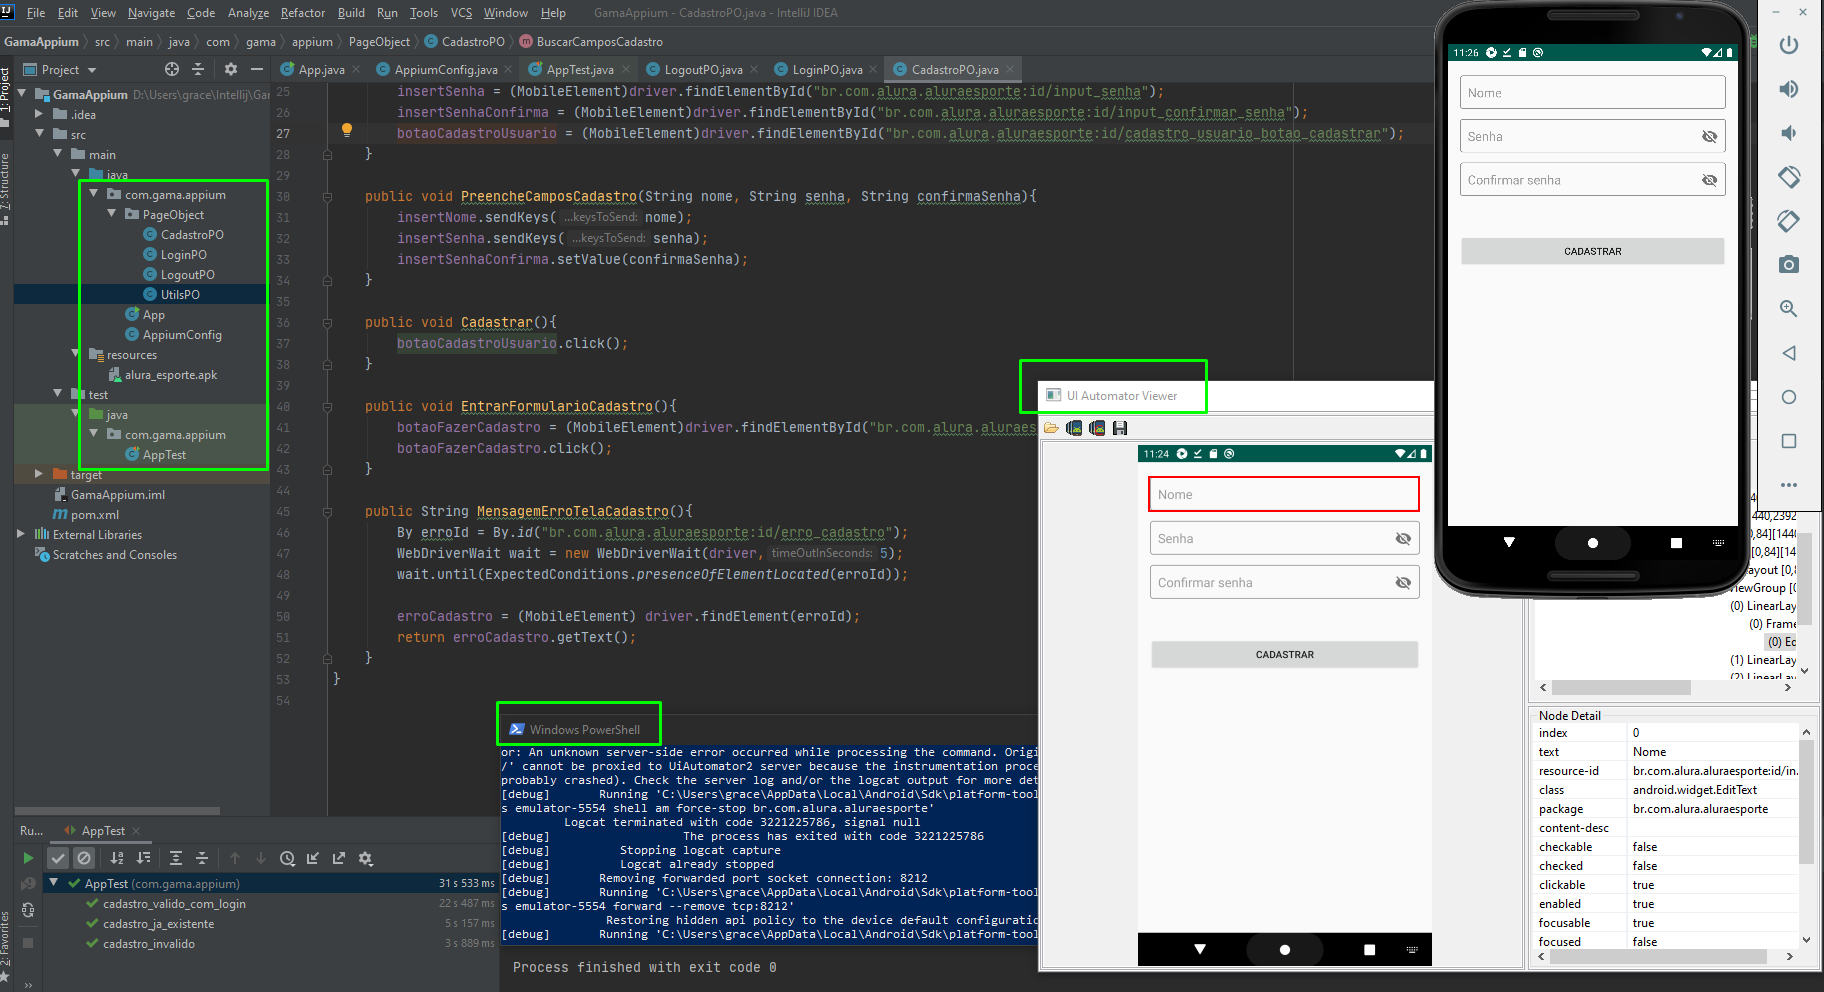 File Edit View Navigate Code Analyze Refactor Build Run Tools VCS Window Help GamaAppium - CadastroPO.java - IntelliJ IDEA
GamaAppium src main java com gama appium PageObject CadastroPO BuscarCamposCadastro
Project
App.java AppiumConfig.java AppTest.java LogoutPO.java LoginPO.java CadastroPO.java
1: Project
7: Structure
2: Favorites
GamaAppium D:\Users\grace\Intellij\Gar
.idea
src
main
java
com.gama.appium
PageObject
CadastroPO
LoginPO
LogoutPO
UtilsPO
App
AppiumConfig
resources
alura_esporte.apk
test
java
com.gama.appium
AppTest
target
GamaAppium.iml
pom.xml
External Libraries
Scratches and Consoles
25 insertSenha = (MobileElement)driver.findElementById("br.com.alura.aluraesporte:id/input_senha");
26 insertSenhaConfirma = (MobileElement)driver.findElementById("br.com.alura.aluraesporte:id/input_confirmar_senha");
27 botaoCadastroUsuario = (MobileElement)driver.findElementById("br.com.alura.aluraesporte:id/cadastro_usuario_botao_cadastrar");
28 }
29
30 public void PreencheCamposCadastro(String nome, String senha, String confirmaSenha){
31 insertNome.sendKeys( ...keysToSend: nome);
32 insertSenha.sendKeys( ...keysToSend: senha);
33 insertSenhaConfirma.setValue(confirmaSenha);
34 }
35
36 public void Cadastrar(){
37 botaoCadastroUsuario.click();
38 }
39
40 public void EntrarFormularioCadastro(){
41 botaoFazerCadastro = (MobileElement)driver.findElementById("br.com.alura.aluraes
42 botaoFazerCadastro.click();
43 }
44
45 public String MensagemErroTelaCadastro(){
46 By erroId = By.id("br.com.alura.aluraesporte:id/erro_cadastro");
47 WebDriverWait wait = new WebDriverWait(driver, timeOutInSeconds: 5);
48 wait.until(ExpectedConditions.presenceOfElementLocated(erroId));
49
50 erroCadastro = (MobileElement) driver.findElement(erroId);
51 return erroCadastro.getText();
52 }
53 }
54
Windows PowerShell
or: An unknown server-side error occurred while processing the command. Origi
/' cannot be proxied to UiAutomator2 server because the instrumentation proce
probably crashed). Check the server log and/or the logcat output for more det
[debug] Running 'C:\Users\grace\AppData\Local\Android\Sdk\platform-tool
s emulator-5554 shell am force-stop br.com.alura.aluraesporte'
Logcat terminated with code 3221225786, signal null
[debug] The process has exited with code 3221225786
[debug] Stopping logcat capture
[debug] Logcat already stopped
[debug] Removing forwarded port socket connection: 8212
[debug] Running 'C:\Users\grace\AppData\Local\Android\Sdk\platform-tool
s emulator-5554 forward --remove tcp:8212'
Restoring hidden api policy to the device default configuratio
[debug] Running 'C:\Users\grace\AppData\Local\Android\Sdk\platform-tool
Process finished with exit code 0
Ru... AppTest
AppTest (com.gama.appium) 31 s 533 ms
cadastro_valido_com_login 22 s 487 ms
cadastro_ja_existente 5 s 157 ms
cadastro_invalido 3 s 889 ms
UI Automator Viewer
11:24
Nome
Senha
Confirmar senha
CADASTRAR
11:26
Nome
Senha
Confirmar senha
CADASTRAR
440,2392
0,84][1440
[0,84][14
ayout [0,8
iewGroup [0
(0) LinearLay
(0) Frame
(0) Ed
(1) LinearLay
(2) LinearLay
Node Detail
index 0
text Nome
resource-id br.com.alura.aluraesporte:id/in.
class android.widget.EditText
package br.com.alura.aluraesporte
content-desc
checkable false
checked false
clickable true
enabled true
focusable true
focused false